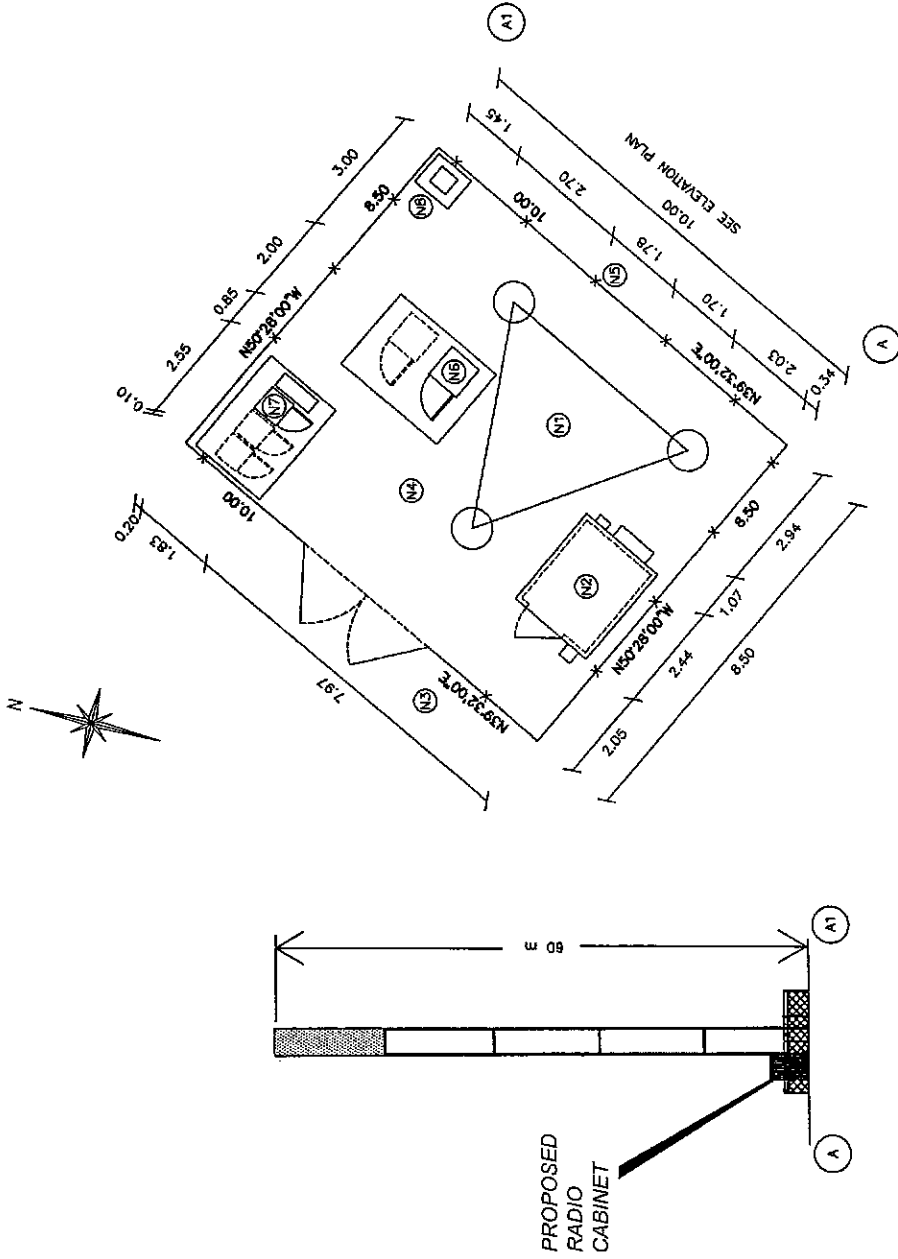 N
A1
SEE ELEVATION PLAN
10.00
1.45
2.70
1.78
1.70
2.03
0.34
A
3.00
2.00
0.85
2.55
0.10
8.50
N50°28'00"W
N8
10.00
N5
N39°32'00"E
N7
N6
N1
N4
N2
10.00
0.20
1.83
7.97
N3
N39°32'00"E
8.50
N50°28'00"W
2.94
1.07
2.44
2.05
8.50
60 m
A1
A
PROPOSED
RADIO
CABINET